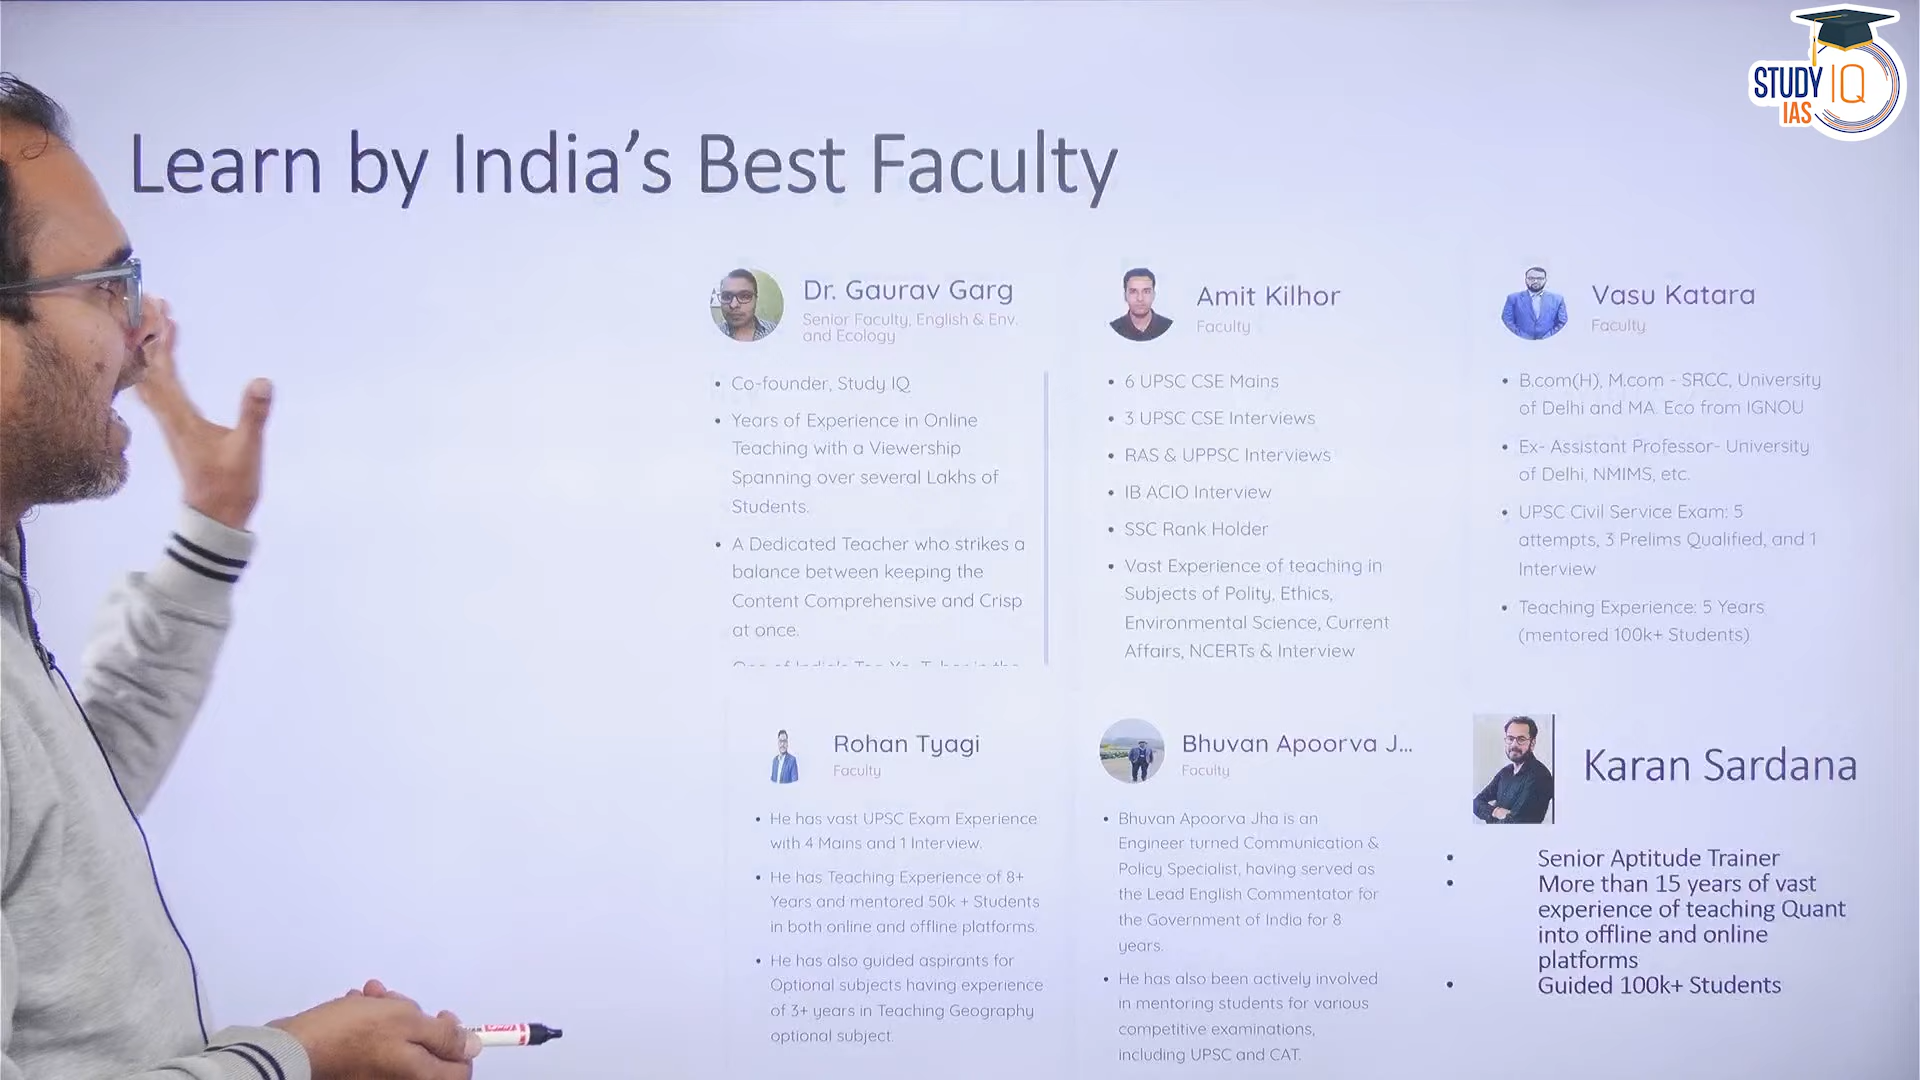 STUDY IQ
IAS
Learn by India's Best Faculty
Dr. Gaurav Garg
Senior Faculty, English & Env.
and Ecology
• Co-founder, Study IQ
• Years of Experience in Online
Teaching with a Viewership
Spanning over several Lakhs of
Students.
• A Dedicated Teacher who strikes a
balance between keeping the
Content Comprehensive and Crisp
at once.
Amit Kilhor
Faculty
• 6 UPSC CSE Mains
• 3 UPSC CSE Interviews
• RAS & UPPSC Interviews
• IB ACIO Interview
• SSC Rank Holder
• Vast Experience of teaching in
Subjects of Polity, Ethics,
Environmental Science, Current
Affairs, NCERTs & Interview
Vasu Katara
Faculty
• B.com(H), M.com - SRCC, University
of Delhi and MA. Eco from IGNOU
• Ex- Assistant Professor- University
of Delhi, NMIMS, etc.
• UPSC Civil Service Exam: 5
attempts, 3 Prelims Qualified, and 1
Interview
• Teaching Experience: 5 Years
(mentored 100k+ Students)
Rohan Tyagi
Faculty
• He has vast UPSC Exam Experience
with 4 Mains and 1 Interview.
• He has Teaching Experience of 8+
Years and mentored 50k + Students
in both online and offline platforms.
• He has also guided aspirants for
Optional subjects having experience
of 3+ years in Teaching Geography
optional subject.
Bhuvan Apoorva J...
Faculty
• Bhuvan Apoorva Jha is an
Engineer turned Communication &
Policy Specialist, having served as
the Lead English Commentator for
the Government of India for 8
years.
• He has also been actively involved
in mentoring students for various
competitive examinations,
including UPSC and CAT.
Karan Sardana
• Senior Aptitude Trainer
• More than 15 years of vast
experience of teaching Quant
into offline and online
platforms
• Guided 100k+ Students